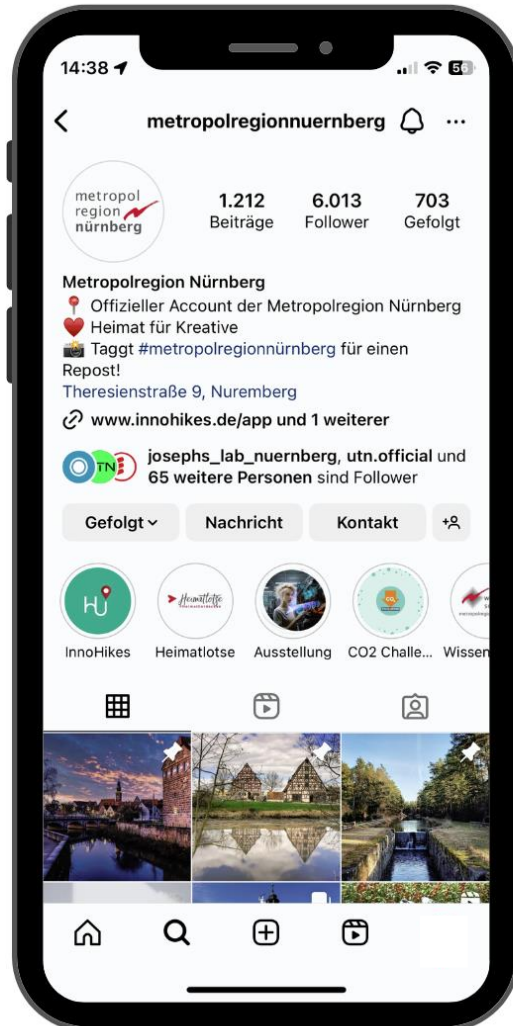 14:38
56
metropolregionnuernberg
metropol
region
nürnberg
1.212 6.013 703
Beiträge Follower Gefolgt
Metropolregion Nürnberg
Offizieller Account der Metropolregion Nürnberg
Heimat für Kreative
Taggt #metropolregionnürnberg für einen
Repost!
Theresienstraße 9, Nuremberg
www.innohikes.de/app und 1 weiterer
TN
josephs_lab_nuernberg, utn.official und
65 weitere Personen sind Follower
Gefolgt Nachricht Kontakt
Heimatlotse
CO2
InnoHikes Heimatlotse Ausstellung CO2 Challe... Wissen